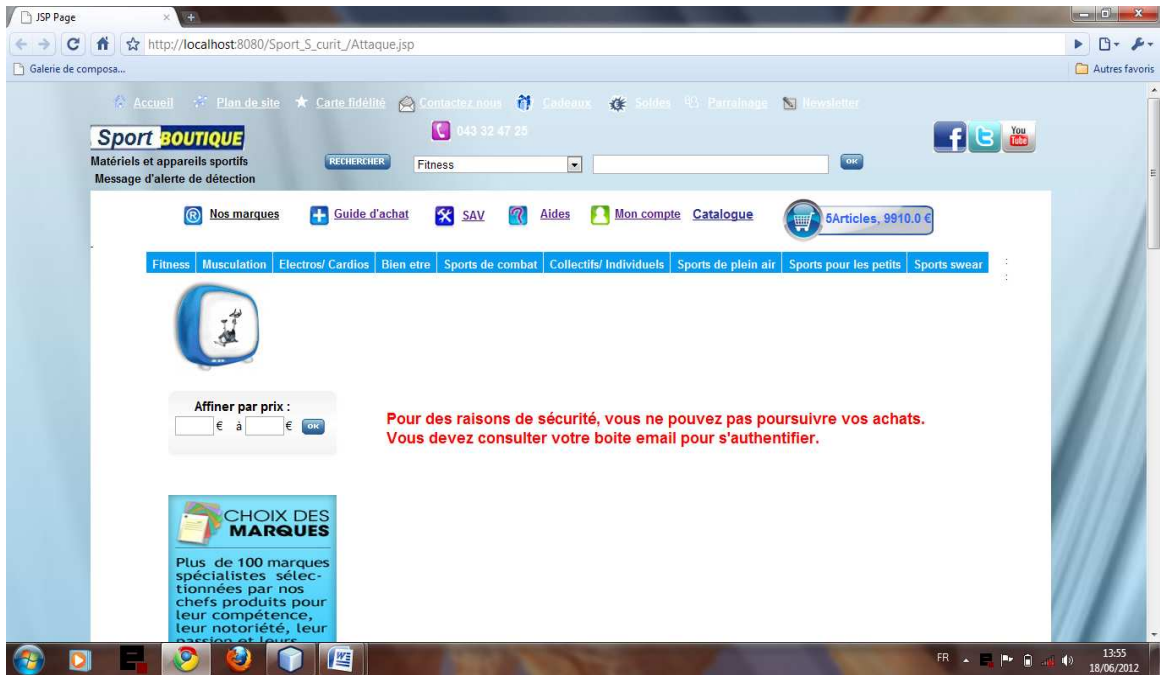 JSP Page
http://localhost:8080/Sport_S_curit_/Attaque.jsp
Galerie de composa...
Autres favoris
Accueil Plan de site Carte fidélité Contactez nous Cadeaux Soldes Parrainage Newsletter
Sport BOUTIQUE
043 32 47 25
You Tube
Matériels et appareils sportifs
RECHERCHER Fitness OK
Message d'alerte de détection
Nos marques Guide d'achat SAV Aides Mon compte Catalogue 5Articles, 9910.0 €
Fitness Musculation Electros/ Cardios Bien etre Sports de combat Collectifs/ Individuels Sports de plein air Sports pour les petits Sports swear :
:
Affiner par prix :
€ à € OK
Pour des raisons de sécurité, vous ne pouvez pas poursuivre vos achats.
Vous devez consulter votre boite email pour s'authentifier.
CHOIX DES
MARQUES
Plus de 100 marques
spécialistes sélec-
tionnées par nos
chefs produits pour
leur compétence,
leur notoriété, leur
passion et leurs
FR
13:55
18/06/2012